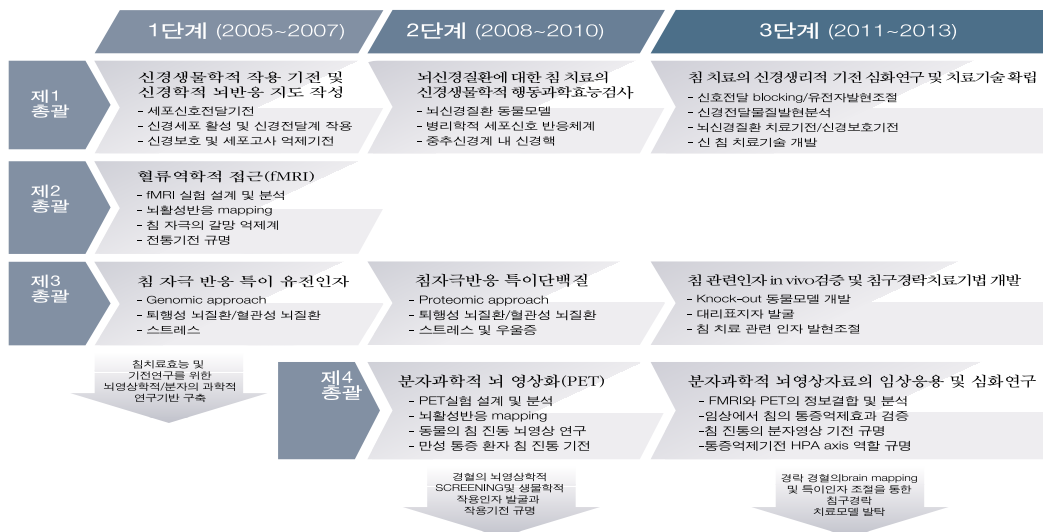 1단계 (2005~2007)
2단계 (2008~2010)
3단계 (2011~2013)
제1
총괄
신경생물학적 작용 기전 및
신경학적 뇌반응 지도 작성
- 세포신호전달기전
- 신경세포 활성 및 신경전달계 작용
- 신경보호 및 세포고사 억제기전
뇌신경질환에 대한 침 치료의
신경생물학적 행동과학효능검사
- 뇌신경질환 동물모델
- 병리학적 세포신호 반응체계
- 중추신경계 내 신경핵
침 치료의 신경생리적 기전 심화연구 및 치료기술 확립
- 신호전달 blocking/유전자발현조절
- 신경전달물질발현분석
- 뇌신경질환 치료기전/신경보호기전
- 신 침 치료기술 개발
제2
총괄
혈류역학적 접근(fMRI)
- fMRI 실험 설계 및 분석
- 뇌활성반응 mapping
- 침 자극의 갈망 억제계
- 전통기전 규명
제3
총괄
침 자극 반응 특이 유전인자
- Genomic approach
- 퇴행성 뇌질환/혈관성 뇌질환
- 스트레스
침자극반응 특이단백질
- Proteomic approach
- 퇴행성 뇌질환/혈관성 뇌질환
- 스트레스 및 우울증
침 관련인자 in vivo검증 및 침구경락치료기법 개발
- Knock-out 동물모델 개발
- 대리표지자 발굴
- 침 치료 관련 인자 발현조절
침치료효능 및
기전연구를 위한
뇌영상학적/분자의 과학적
연구기반 구축
제4
총괄
분자과학적 뇌 영상화(PET)
- PET실험 설계 및 분석
- 뇌활성반응 mapping
- 동물의 침 진통 뇌영상 연구
- 만성 통증 환자 침 진통 기전
분자과학적 뇌영상자료의 임상응용 및 심화연구
- FMRI와 PET의 정보결합 및 분석
-임상에서 침의 통증억제효과 검증
-침 진통의 분자영상 기전 규명
-통증억제기전 HPA axis 역할 규명
경혈의 뇌영상학적
SCREENING및 생물학적
작용인자 발굴과
작용기전 규명
경락 경혈의brain mapping
및 특이인자 조절을 통한
침구경락
치료모델 발탁